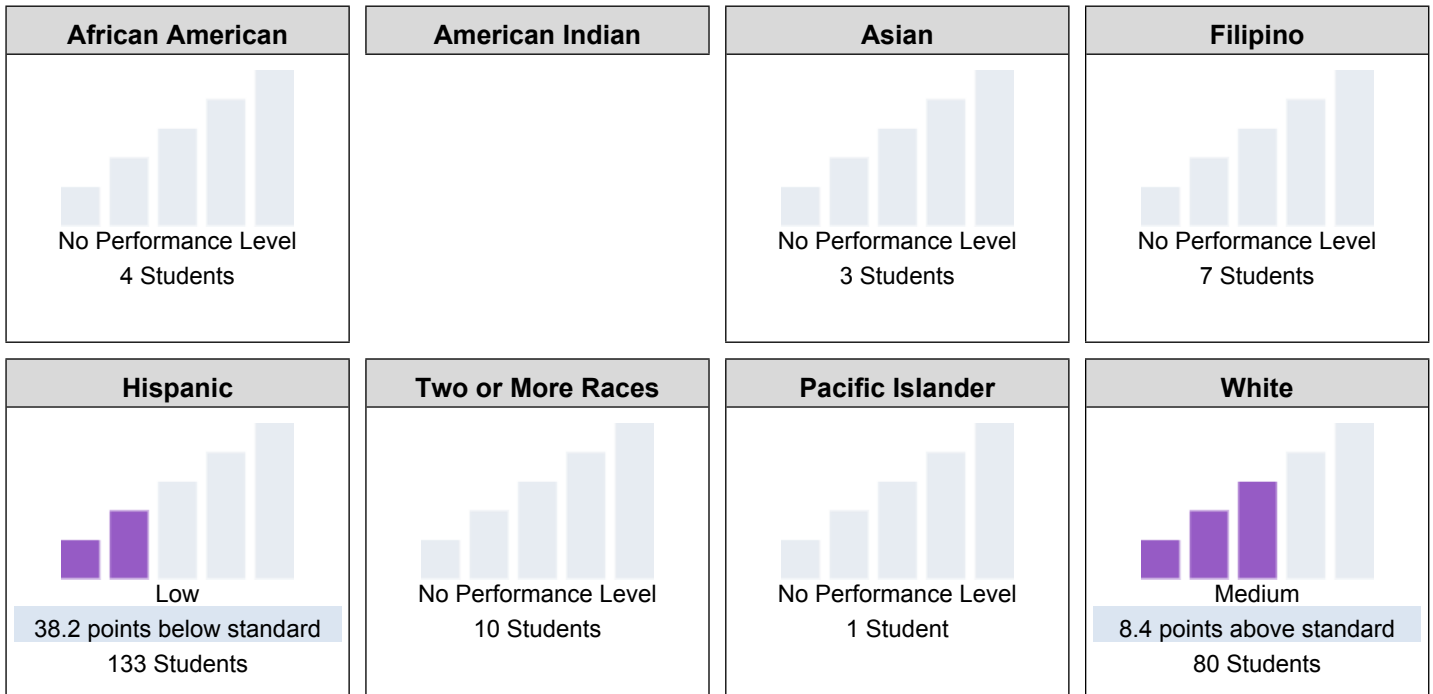 African American
No Performance Level
4 Students
American Indian
Asian
No Performance Level
3 Students
Filipino
No Performance Level
7 Students
Hispanic
Low
38.2 points below standard
133 Students
Two or More Races
No Performance Level
10 Students
Pacific Islander
No Performance Level
1 Student
White
Medium
8.4 points above standard
80 Students